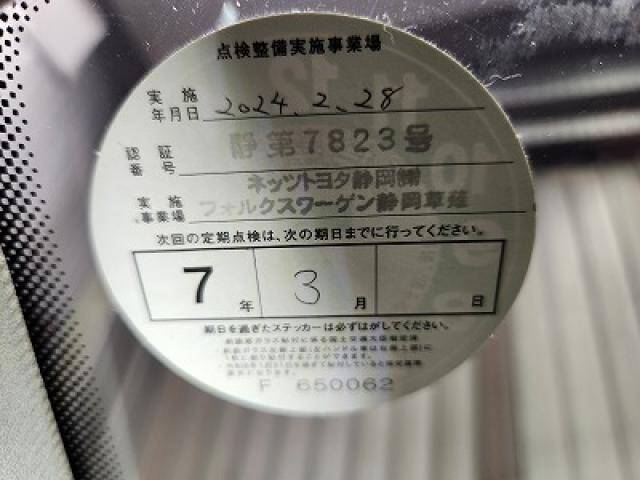 点検整備実施事業場
実施
年月日 2024.2.28
認証
番号 静第7823号
ネッツトヨタ静岡㈱
実施
事業場 フォルクスワーゲン静岡草薙
次回の定期点検は、次の期日までに行ってください。
7年 3月 日
期日を過ぎたステッカーは必ずはがしてください。
F 650062